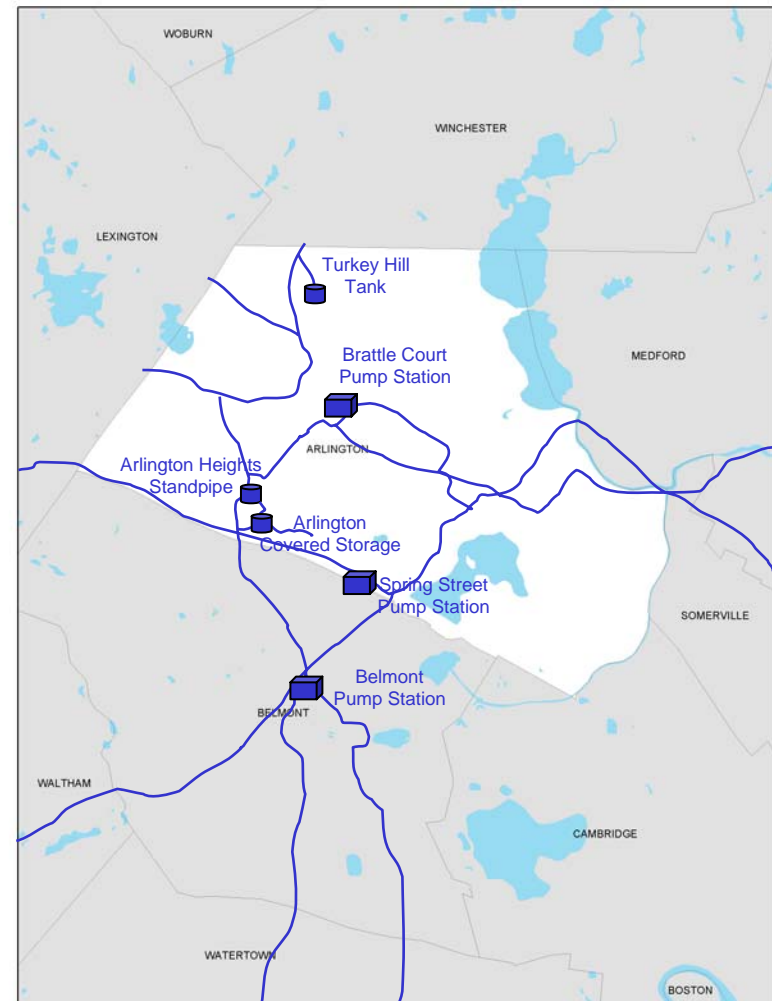 WOBURN
WINCHESTER
LEXINGTON
Turkey Hill
Tank
MEDFORD
Brattle Court
Pump Station
ARLINGTON
Arlington Heights
Standpipe
Arlington
Covered Storage
Spring Street
Pump Station
SOMERVILLE
Belmont
Pump Station
BELMONT
WALTHAM
CAMBRIDGE
WATERTOWN
BOSTON